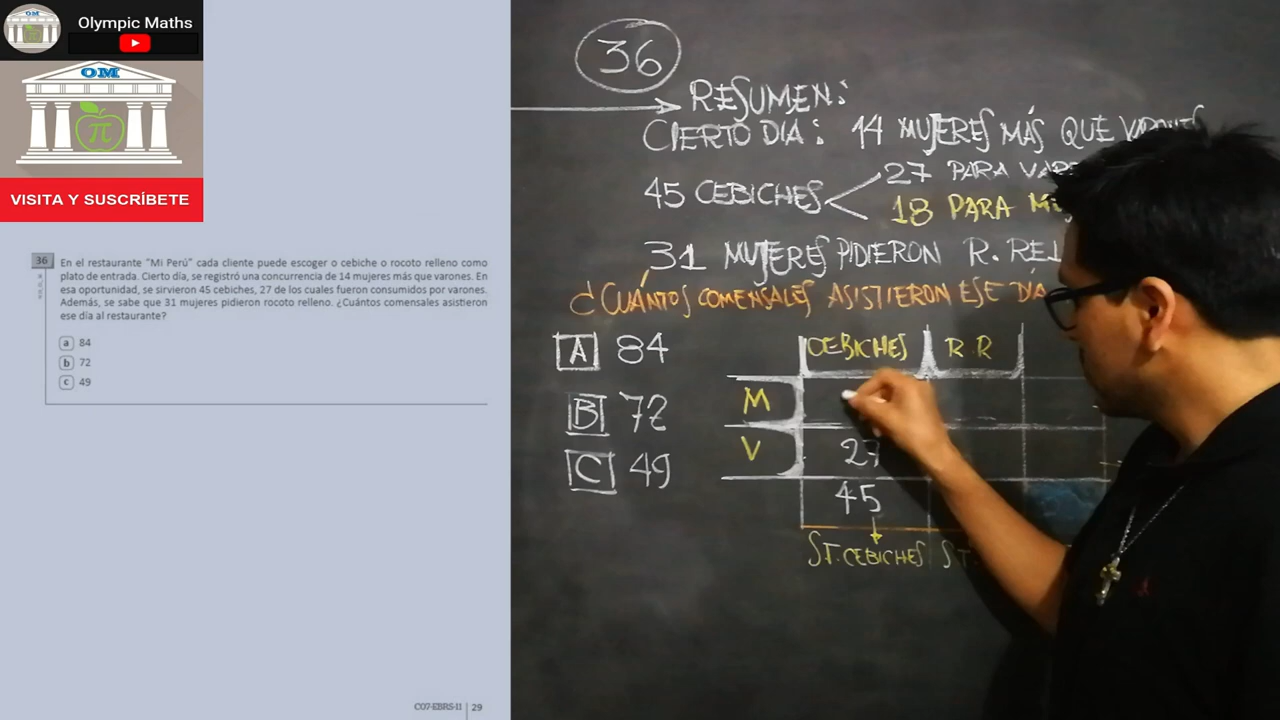 OM
Olympic Maths
OM
π
VISITA Y SUSCRÍBETE
36 En el restaurante "Mi Perú" cada cliente puede escoger o cebiche o rocoto relleno como
plato de entrada. Cierto día, se registró una concurrencia de 14 mujeres más que varones. En
esa oportunidad, se sirvieron 45 cebiches, 27 de los cuales fueron consumidos por varones.
Además, se sabe que 31 mujeres pidieron rocoto relleno. ¿Cuántos comensales asistieron
ese día al restaurante?
a 84
b 72
c 49
C07-EBRS-11 29
36
RESUMEN:
CIERTO DIA: 14 MUJERES MÁS QUE VARONES
45 CEBICHES
27 PARA
18 PARA
31 MUJERES PIDIERON R.
¿CUÁNTOS COMENSALES ASISTIERON ESE DÍA
A 84
B 72
C 49
CEBICHES R.R
M
V 27
45
ST.CEBICHES ST.